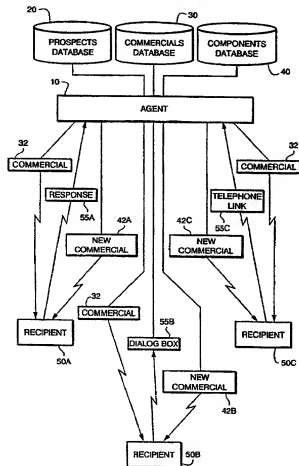 20
30
PROSPECTS
DATABASE
COMMERCIALS
DATABASE
COMPONENTS
DATABASE
40
10
AGENT
32
COMMERCIAL
RESPONSE
55A
42A
NEW
COMMERCIAL
32
COMMERCIAL
55B
DIALOG BOX
42C
NEW
COMMERCIAL
TELEPHONE
LINK
55C
32
COMMERCIAL
RECIPIENT
50A
RECIPIENT
50C
NEW
COMMERCIAL
42B
RECIPIENT
50B